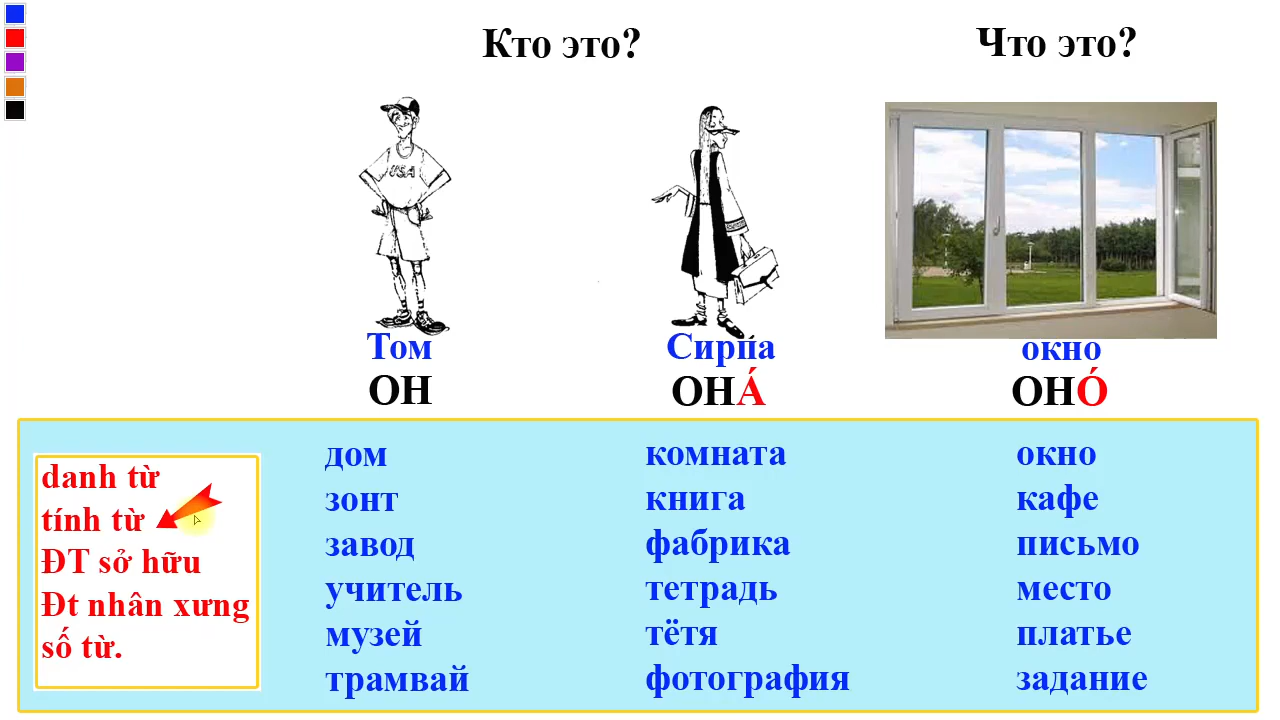 Кто это?
Что это?
USA
Том
Сирпа
окно
ОН
ОНÁ
ОНÓ
danh từ
tính từ
ĐT sở hữu
Đt nhân xưng
số từ.
дом
зонт
завод
учитель
музей
трамвай
комната
книга
фабрика
тетрадь
тётя
фотография
окно
кафе
письмо
место
платье
задание